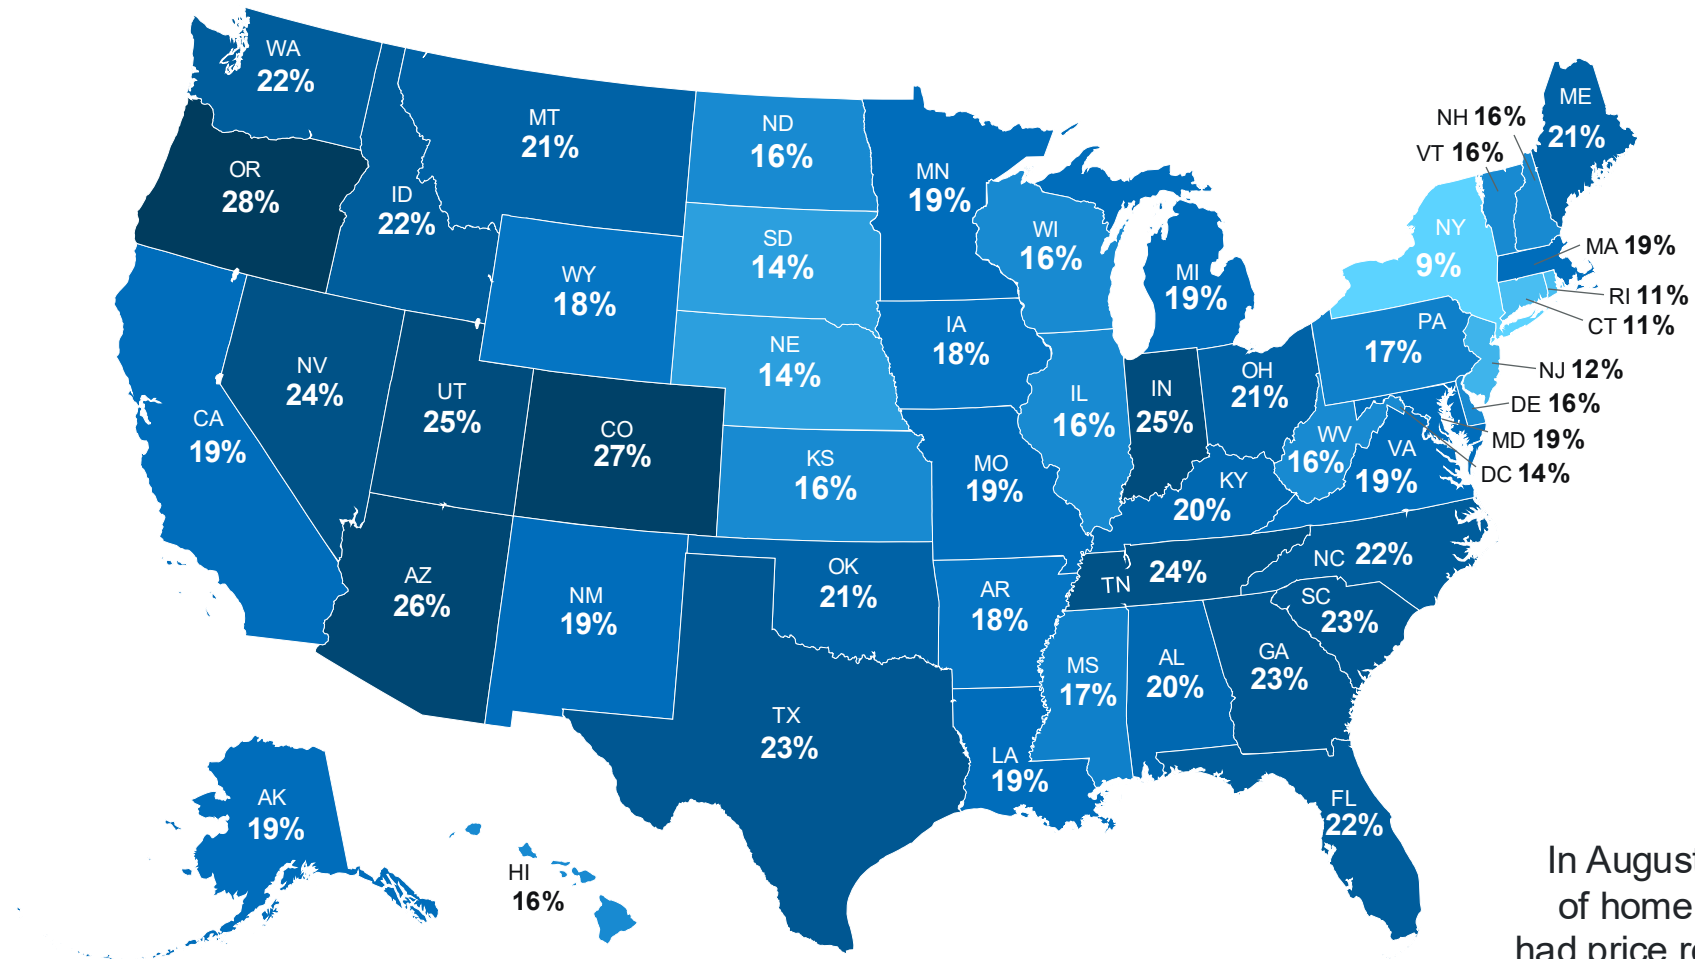 WA
22%
OR
28%
CA
19%
ID
22%
NV
24%
MT
21%
WY
18%
UT
25%
CO
27%
AZ
26%
NM
19%
ND
16%
SD
14%
NE
14%
KS
16%
OK
21%
TX
23%
MN
19%
IA
18%
MO
19%
AR
18%
LA
19%
WI
16%
IL
16%
MI
19%
IN
25%
OH
21%
KY
20%
TN 24%
MS
17%
AL
20%
GA
23%
FL
22%
SC
23%
NC 22%
VA
19%
WV
16%
PA
17%
NY
9%
ME
21%
NH 16%
VT 16%
MA 19%
RI 11%
CT 11%
NJ 12%
DE 16%
MD 19%
DC 14%
AK
19%
HI
16%
In August
of home
had price